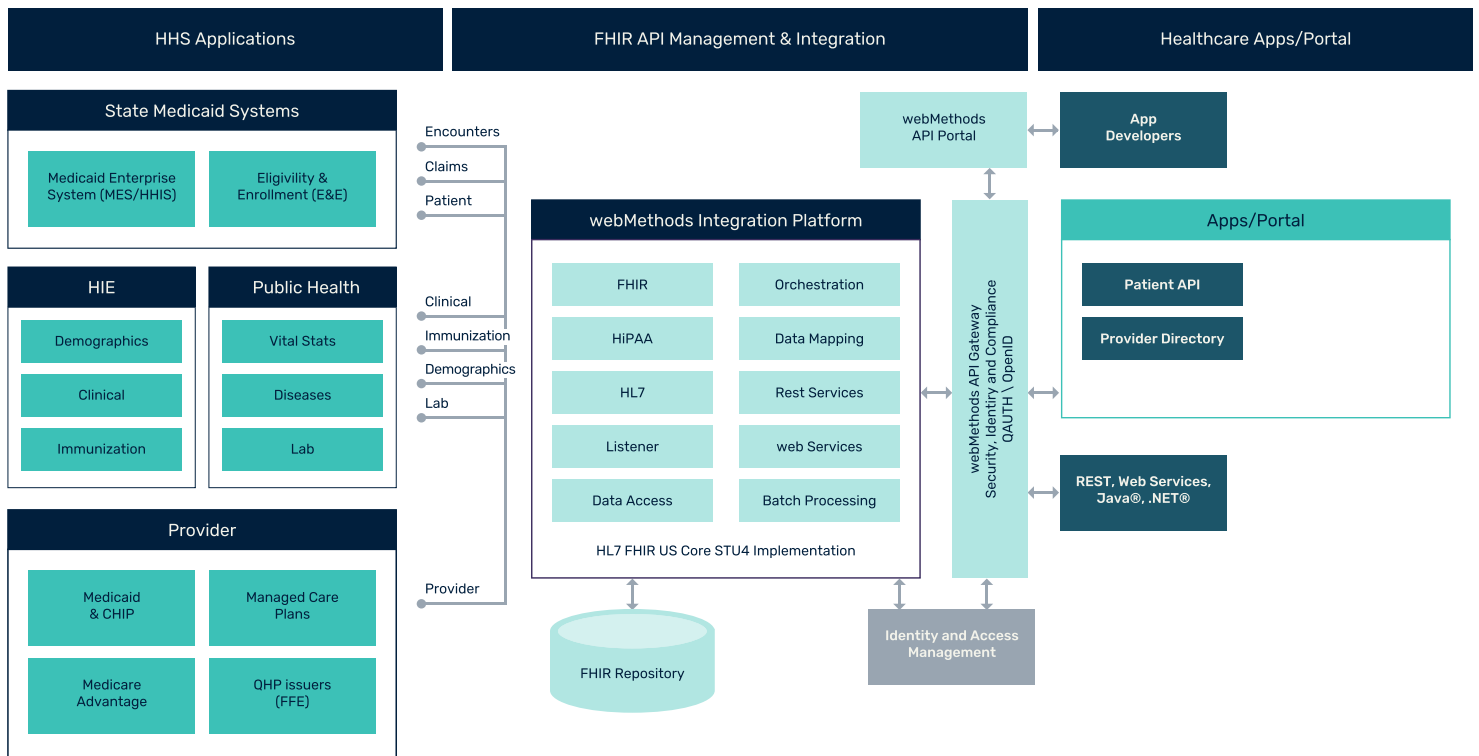 HHS Applications
FHIR API Management & Integration
Healthcare Apps/Portal
State Medicaid Systems
Medicaid Enterprise
System (MES/HHIS)
Eligivility &
Enrollment (E&E)
HIE
Demographics
Clinical
Immunization
Public Health
Vital Stats
Diseases
Lab
Provider
Medicaid
& CHIP
Managed Care
Plans
Medicare
Advantage
QHP issuers
(FFE)
Encounters
Claims
Patient
Clinical
Immunization
Demographics
Lab
Provider
webMethods Integration Platform
FHIR
Orchestration
HiPAA
Data Mapping
HL7
Rest Services
Listener
web Services
Data Access
Batch Processing
HL7 FHIR US Core STU4 Implementation
FHIR Repository
webMethods
API Portal
webMethods API Gateway
Security, Identiry and Compliance
QAUTH \ OpenID
Identity and Access
Management
App
Developers
Apps/Portal
Patient API
Provider Directory
REST, Web Services,
Java®, .NET®